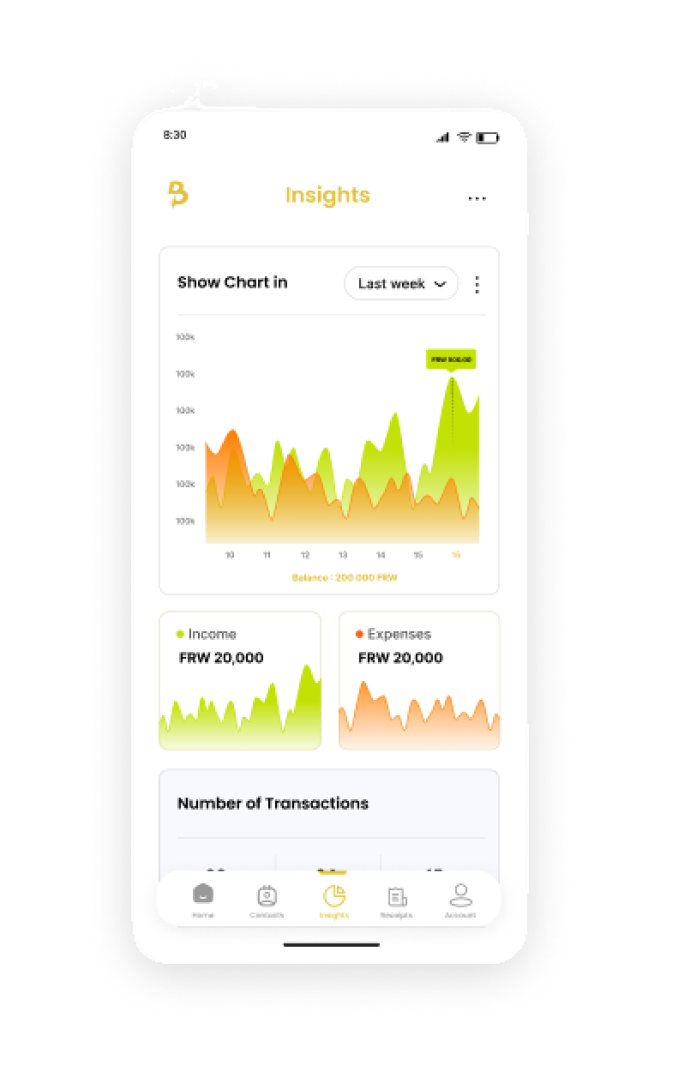 8:30
Insights
Show Chart in
Last week
100k
100k
100k
100k
100k
100k
FRW
10 11 12 13 14 15 16
Balance : 200 000 FRW
Income
FRW 20,000
Expenses
FRW 20,000
Number of Transactions
Home Contacts Insights Receipts Account